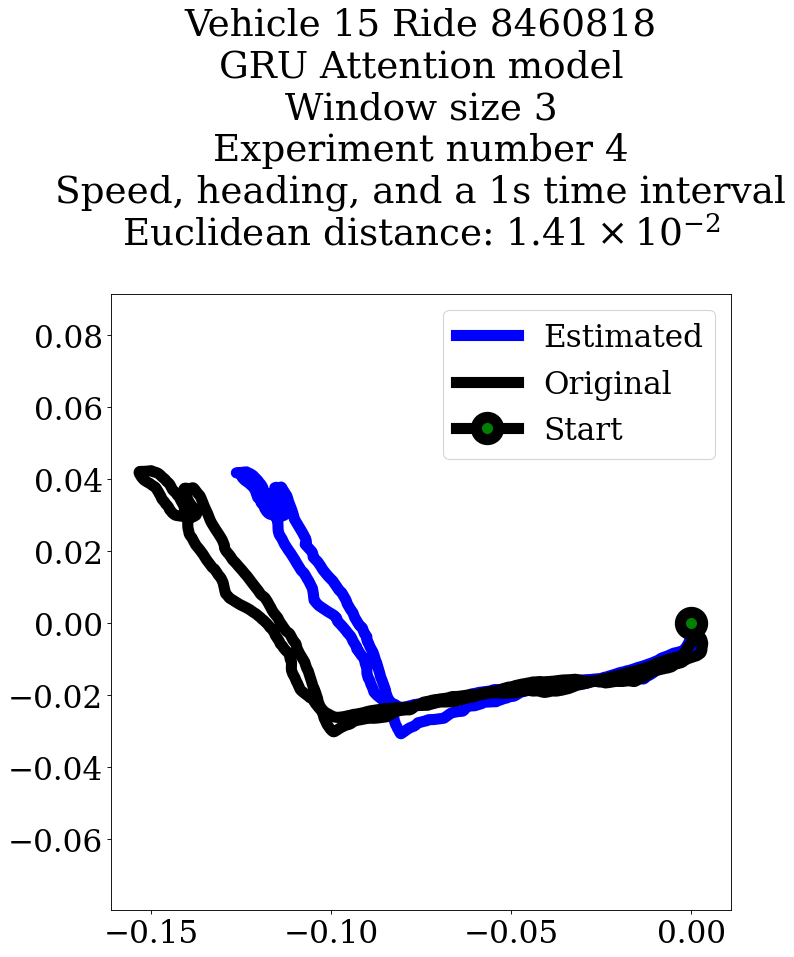 Vehicle 15 Ride 8460818
GRU Attention model
Window size 3
Experiment number 4
Speed, heading, and a 1s time interval
Euclidean distance: 1.41 × 10⁻²
Estimated
Original
Start
0.08
0.06
0.04
0.02
0.00
−0.02
−0.04
−0.06
−0.15 −0.10 −0.05 0.00